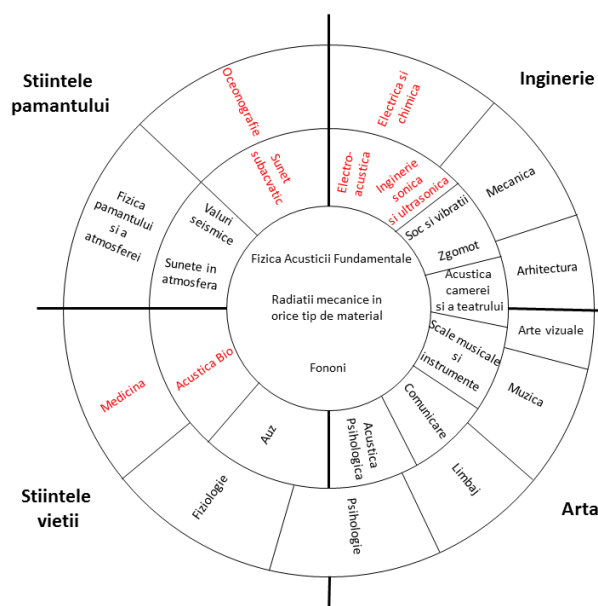 Stiintele
pamantului
Inginerie
Oceonografie
Electrica si
chimica
Sunet
subacvatic
Electro-
acustica
Inginerie
sonica
si ultrasonica
Mecanica
Fizica
pamantului
si a
atmosferei
Valuri
seismice
Sunete in
atmosfera
Soc si vibratii
Zgomot
Arhitectura
Acustica
camerei
si a teatrului
Fizica Acusticii Fundamentale
Radiatii mecanice in
orice tip de material
Fononi
Arte vizuale
Scale musicale
si
instrumente
Muzica
Medicina
Acustica Bio
Auz
Acustica
Psihologica
Comunicare
Fiziologie
Psihologie
Limbaj
Stiintele
vietii
Arta